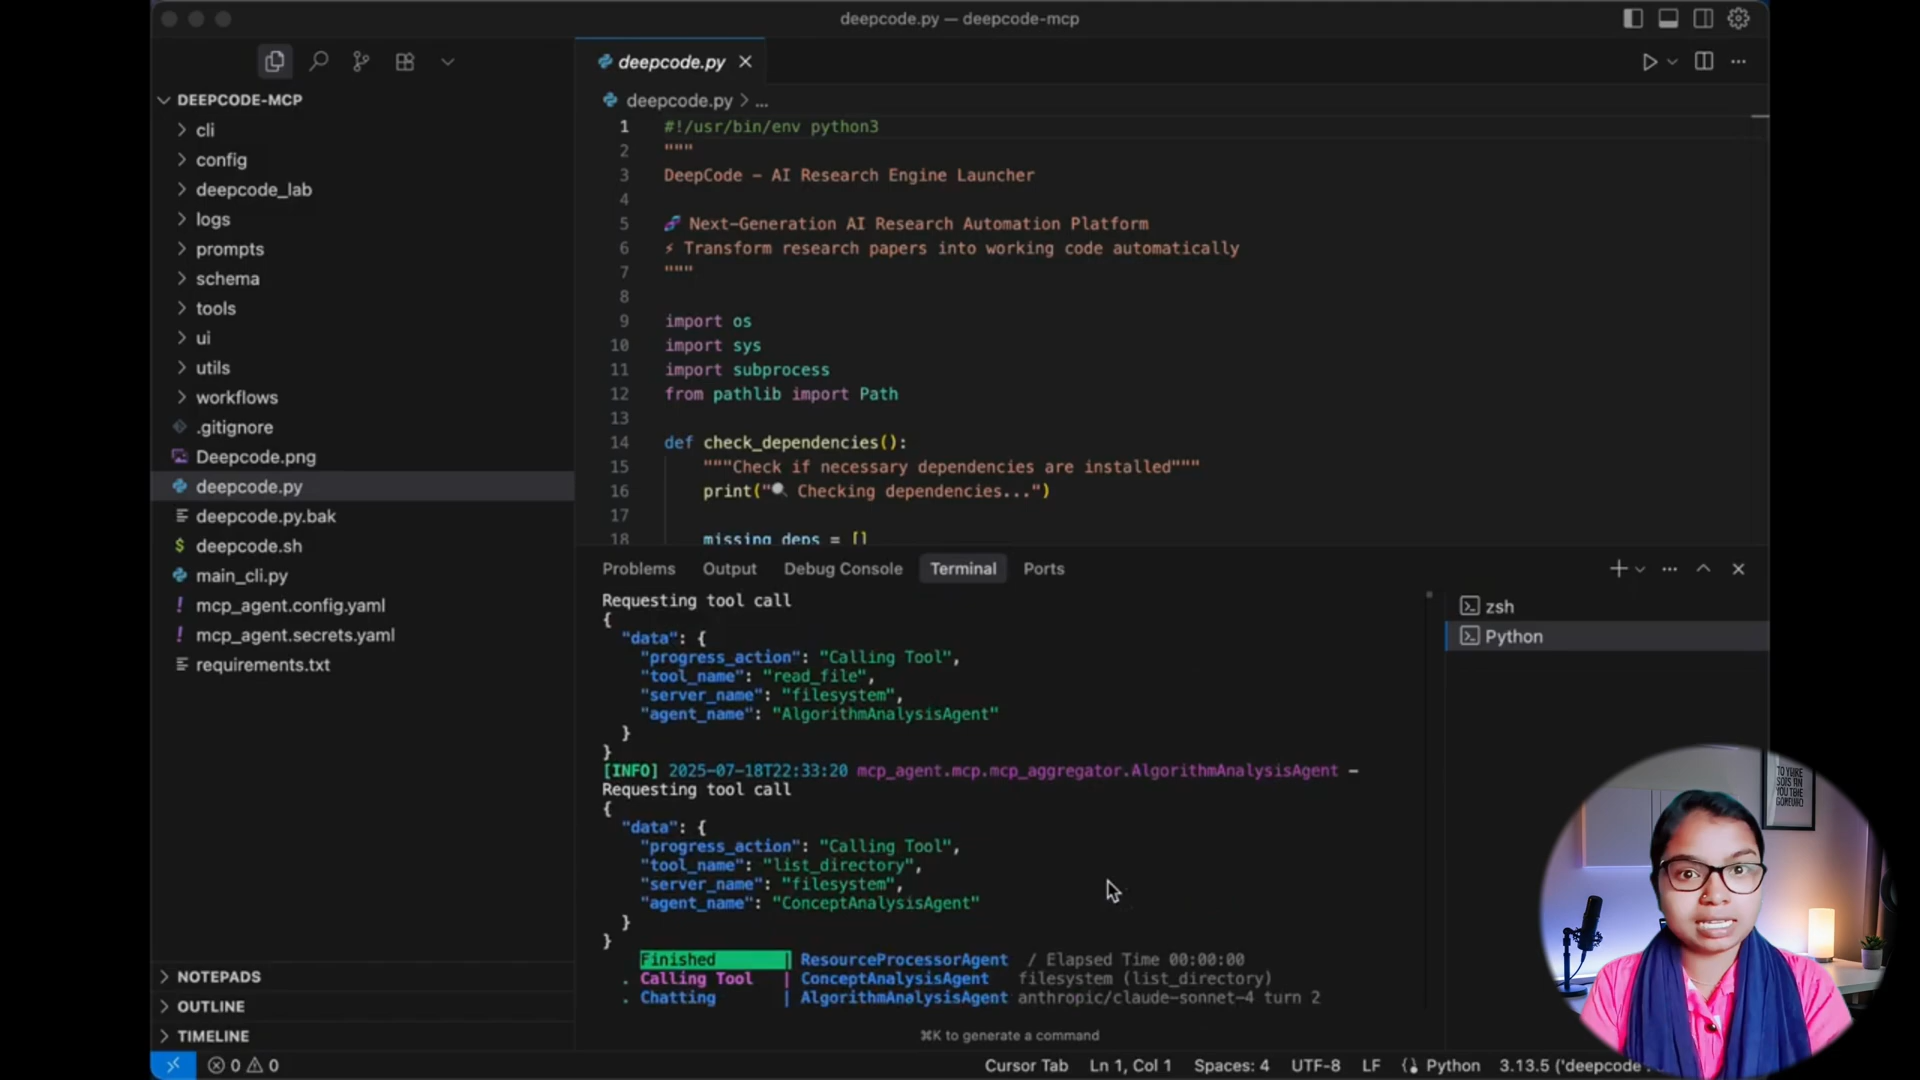 deepcode.py — deepcode-mcp
DEEPCODE-MCP
cli
config
deepcode_lab
logs
prompts
schema
tools
ui
utils
workflows
.gitignore
Deepcode.png
deepcode.py
deepcode.py.bak
$ deepcode.sh
main_cli.py
! mcp_agent.config.yaml
! mcp_agent.secrets.yaml
requirements.txt
NOTEPADS
OUTLINE
TIMELINE
deepcode.py
deepcode.py > ...
1 #!/usr/bin/env python3
2 """
3 DeepCode - AI Research Engine Launcher
4
5 🧬 Next-Generation AI Research Automation Platform
6 ⚡ Transform research papers into working code automatically
7 """
8
9 import os
10 import sys
11 import subprocess
12 from pathlib import Path
13
14 def check_dependencies():
15 """Check if necessary dependencies are installed"""
16 print("🔍 Checking dependencies...")
17
18 missing_deps = []
Problems Output Debug Console Terminal Ports
Requesting tool call
{
"data": {
"progress_action": "Calling Tool",
"tool_name": "read_file",
"server_name": "filesystem",
"agent_name": "AlgorithmAnalysisAgent"
}
}
[INFO] 2025-07-18T22:33:20 mcp_agent.mcp.mcp_aggregator.AlgorithmAnalysisAgent –
Requesting tool call
{
"data": {
"progress_action": "Calling Tool",
"tool_name": "list_directory",
"server_name": "filesystem",
"agent_name": "ConceptAnalysisAgent"
}
}
Finished | ResourceProcessorAgent / Elapsed Time 00:00:00
. Calling Tool | ConceptAnalysisAgent filesystem (list_directory)
. Chatting | AlgorithmAnalysisAgent anthropic/claude-sonnet-4 turn 2
⌘K to generate a command
zsh
Python
0 0
Cursor Tab Ln 1, Col 1 Spaces: 4 UTF-8 LF Python 3.13.5 ('deepcode'